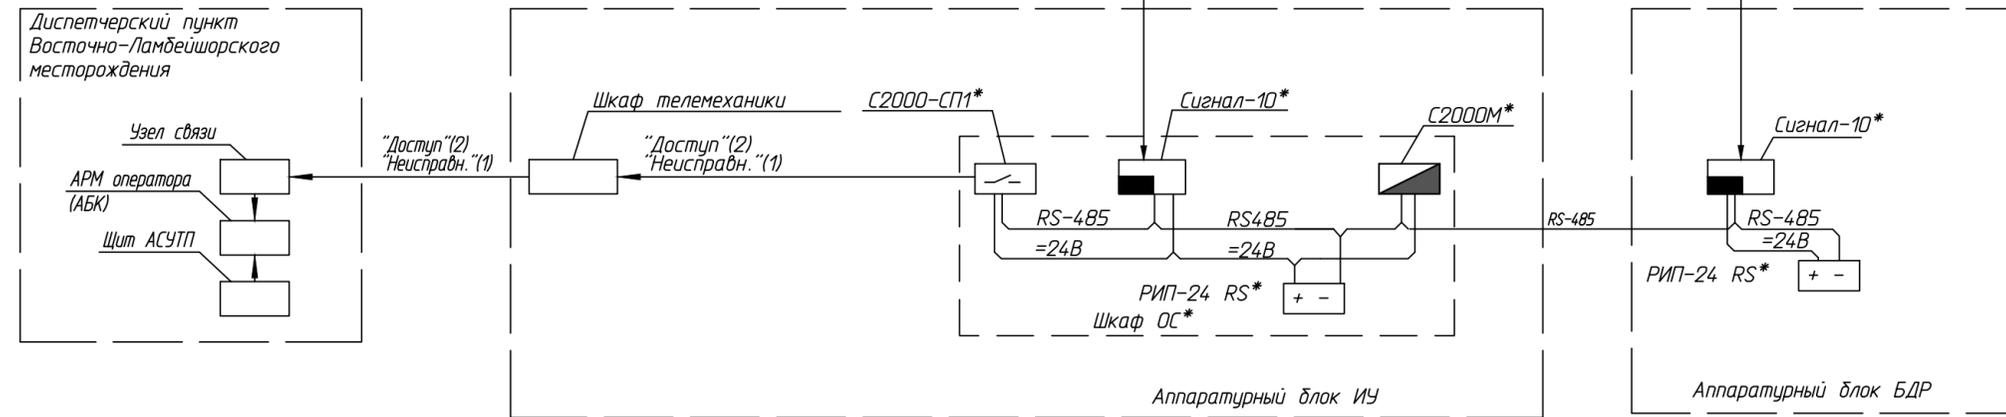 Диспетчерский пункт
Восточно-Ламбейшорского
месторождения
Узел связи
АРМ оператора
(АБК)
Щит АСУТП
"Доступ"(2)
"Неисправн."(1)
Шкаф телемеханики
"Доступ"(2)
"Неисправн."(1)
С2000-СП1*
Сигнал-10*
С2000М*
RS-485
RS485
=24В
=24В
РИП-24 RS*
+ -
Шкаф ОС*
Аппаратурный блок ИУ
RS-485
Сигнал-10*
RS-485
=24В
РИП-24 RS*
+ -
Аппаратурный блок БДР